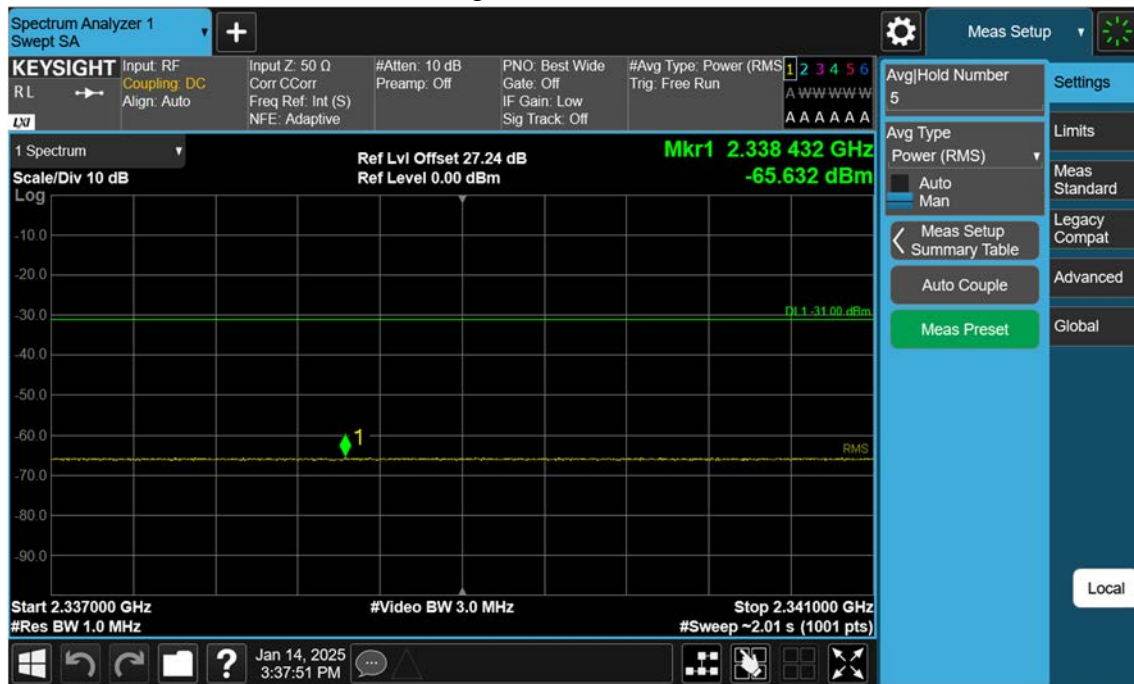 Spectrum Analyzer 1
Swept SA
+
Meas Setup
KEYSIGHT
RL
LXI
Input: RF
Coupling: DC
Align: Auto
Input Z: 50 Ω
Corr CCorr
Freq Ref: Int (S)
NFE: Adaptive
#Atten: 10 dB
Preamp: Off
PNO: Best Wide
Gate: Off
IF Gain: Low
Sig Track: Off
#Avg Type: Power (RMS
Trig: Free Run
1 2 3 4 5 6
A W W W W W
A A A A A A
1 Spectrum
Scale/Div 10 dB
Ref Lvl Offset 27.24 dB
Ref Level 0.00 dBm
Mkr1 2.338 432 GHz
-65.632 dBm
Log
-10.0
-20.0
-30.0
DL1 -31.00 dBm
-40.0
-50.0
-60.0
1
RMS
-70.0
-80.0
-90.0
Start 2.337000 GHz
#Video BW 3.0 MHz
Stop 2.341000 GHz
#Res BW 1.0 MHz
#Sweep ~2.01 s (1001 pts)
Avg|Hold Number
5
Avg Type
Power (RMS)
Auto
Man
Meas Setup
Summary Table
Auto Couple
Meas Preset
Settings
Limits
Meas
Standard
Legacy
Compat
Advanced
Global
Local
?
Jan 14, 2025
3:37:51 PM